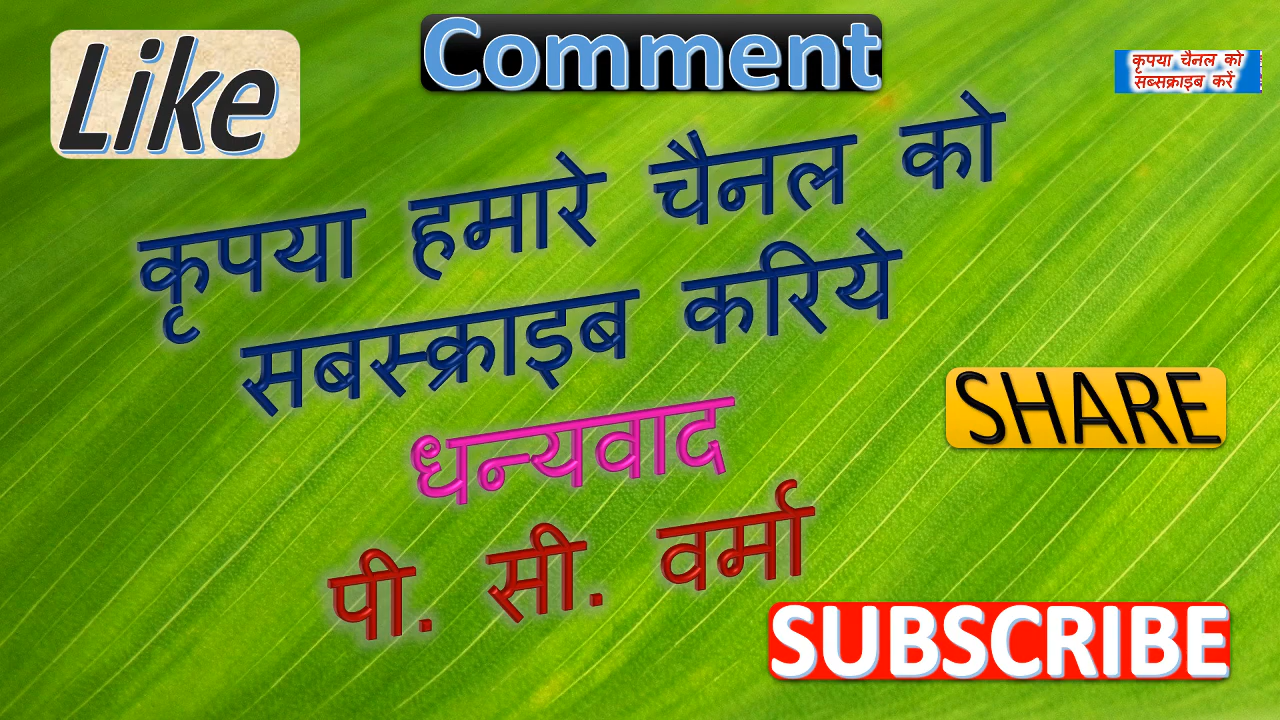 Like
Comment
कृपया चैनल को
सब्सक्राइब करें
कृपया हमारे चैनल को
सबस्क्राइब करिये
धन्यवाद
पी. सी. वर्मा
SHARE
SUBSCRIBE